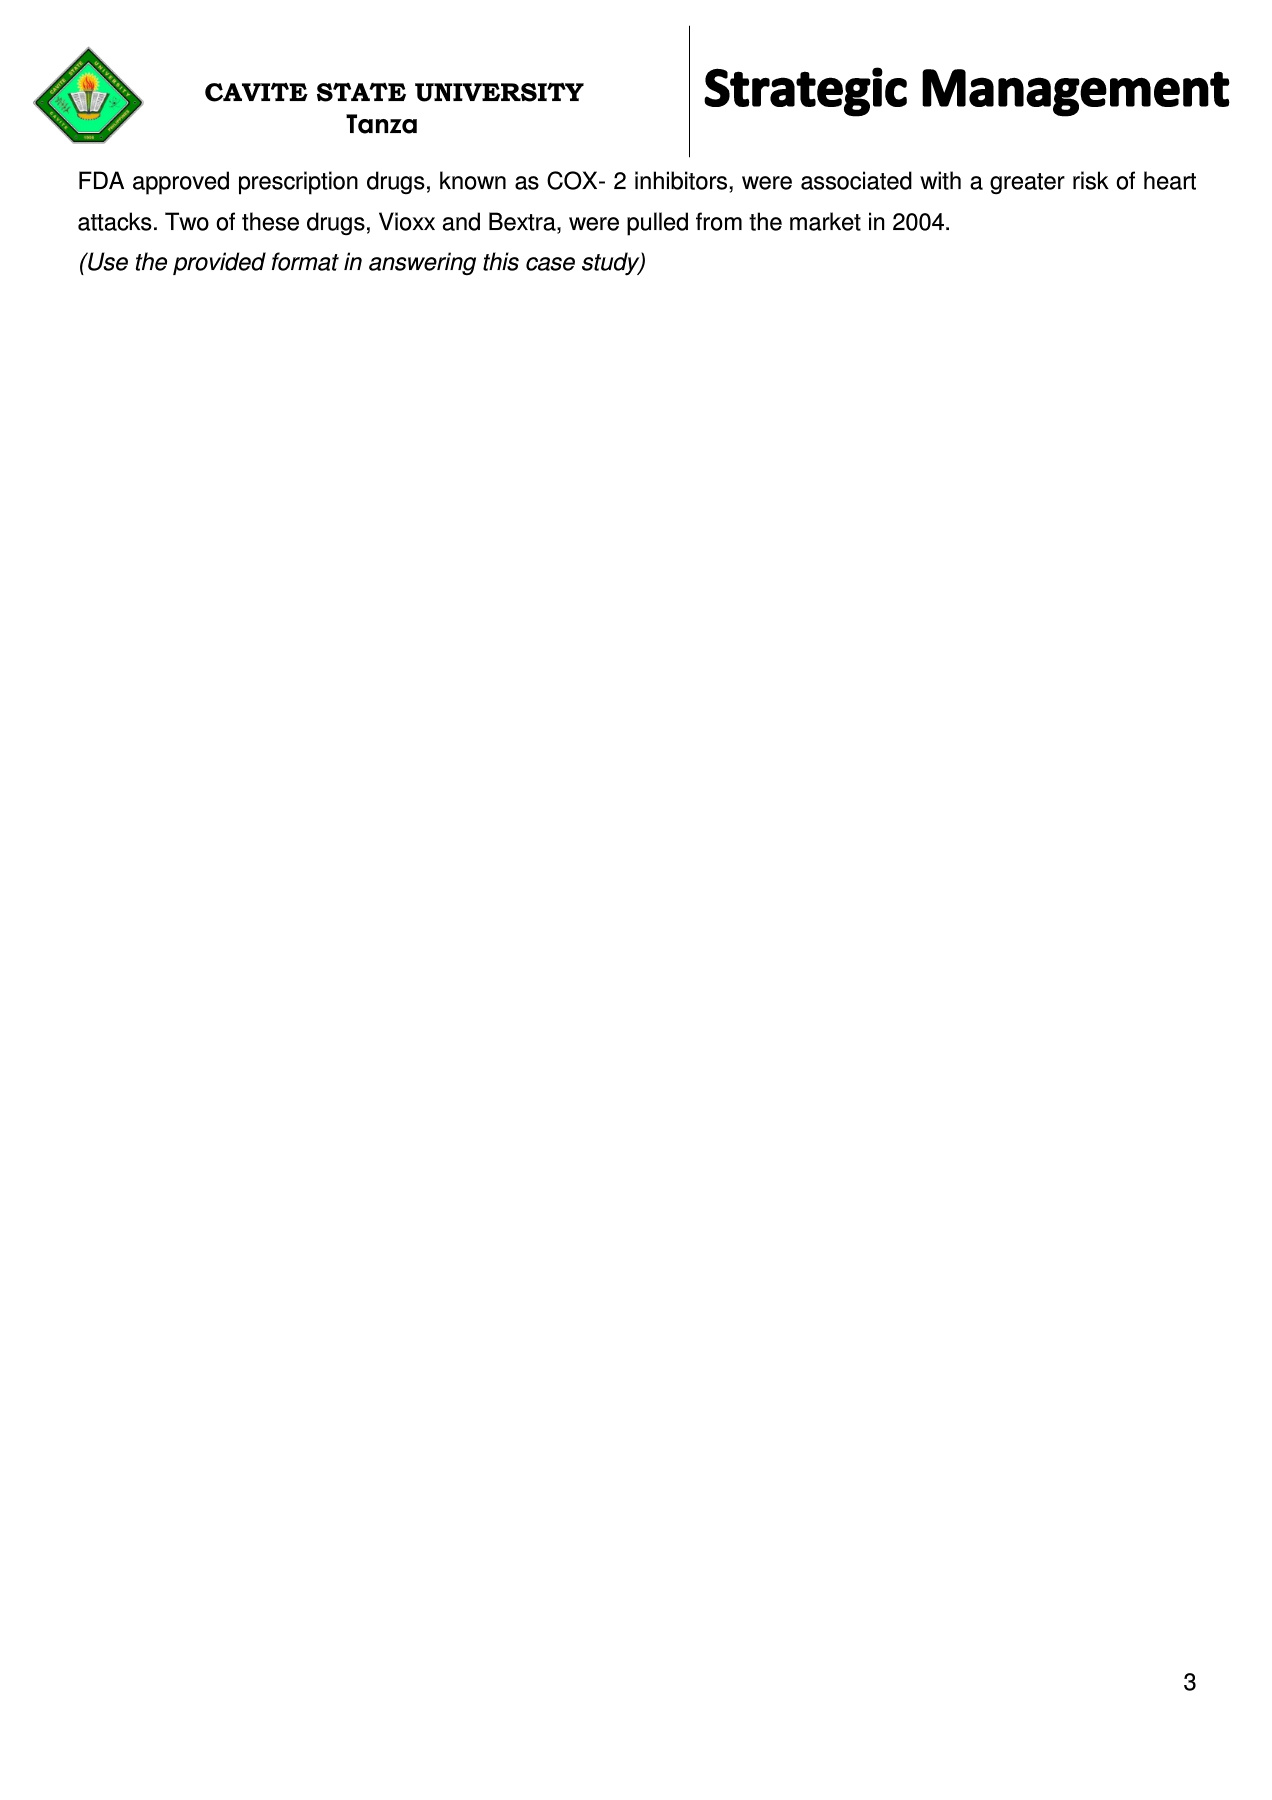 CAVITE STATE UNIVERSITY
Tanza
Strategic Management
FDA approved prescription drugs, known as COX- 2 inhibitors, were associated with a greater risk of heart
attacks. Two of these drugs, Vioxx and Bextra, were pulled from the market in 2004.
(Use the provided format in answering this case study)
3